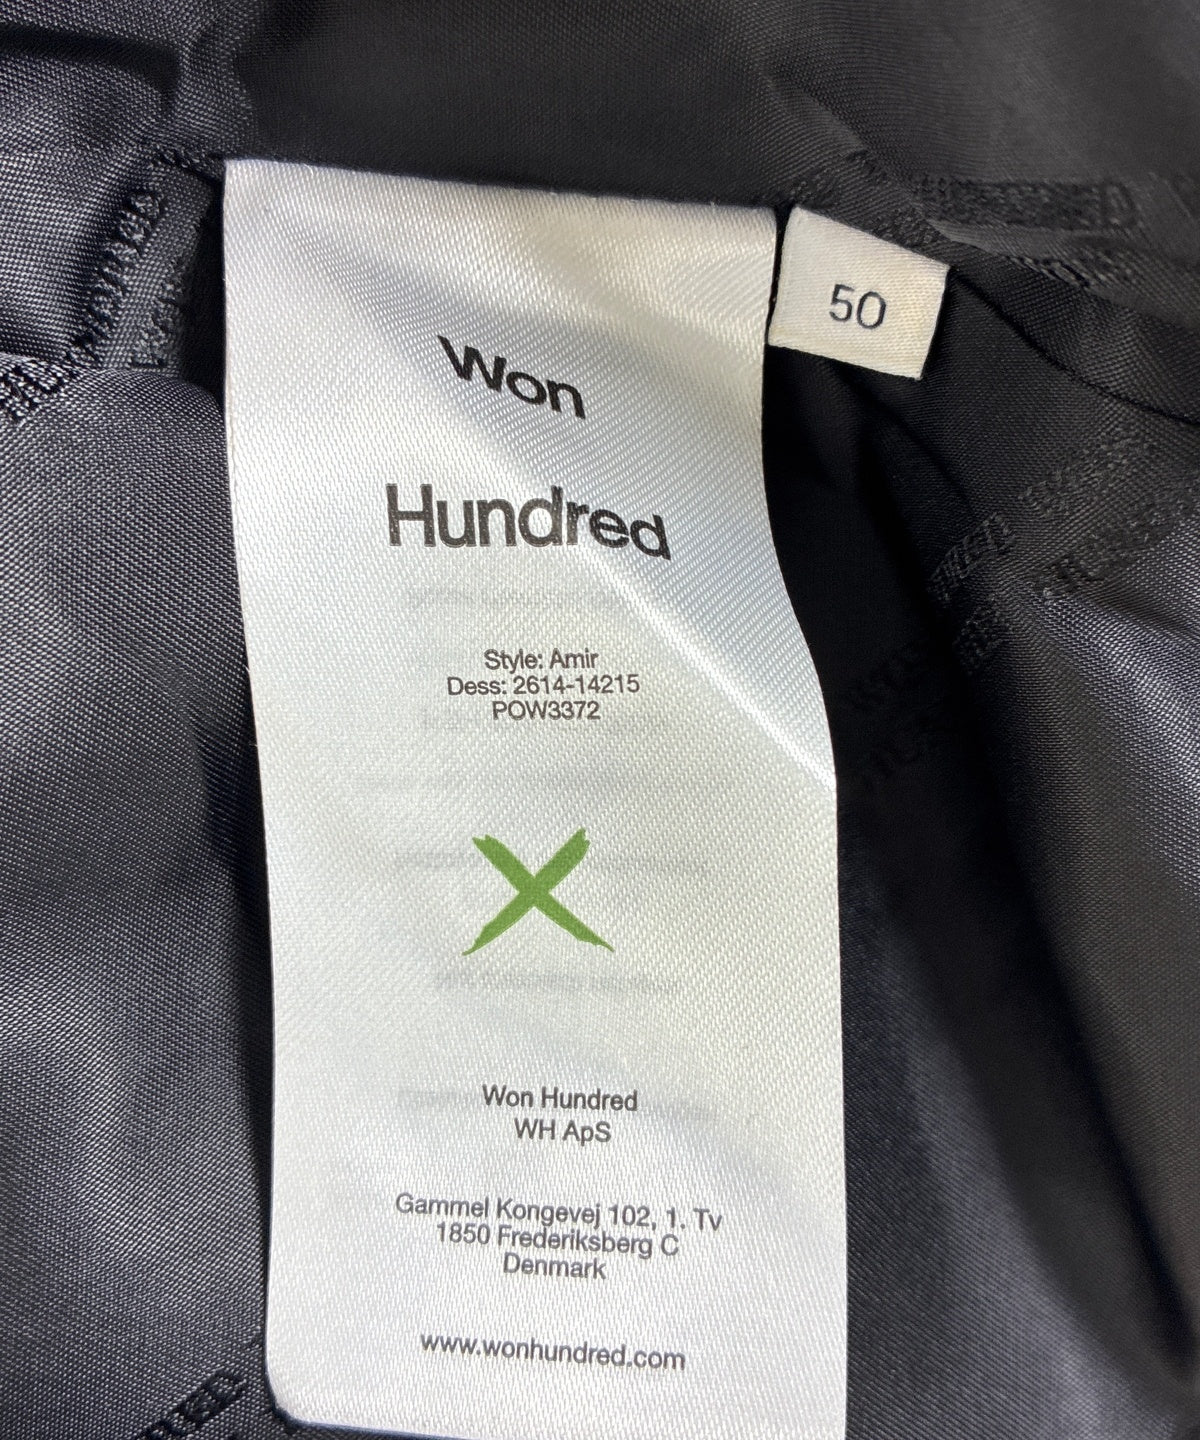 50
Won
Hundred
Style: Amir
Dess: 2614-14215
POW3372
Won Hundred
WH ApS
Gammel Kongevej 102, 1. Tv
1850 Frederiksberg C
Denmark
www.wonhundred.com